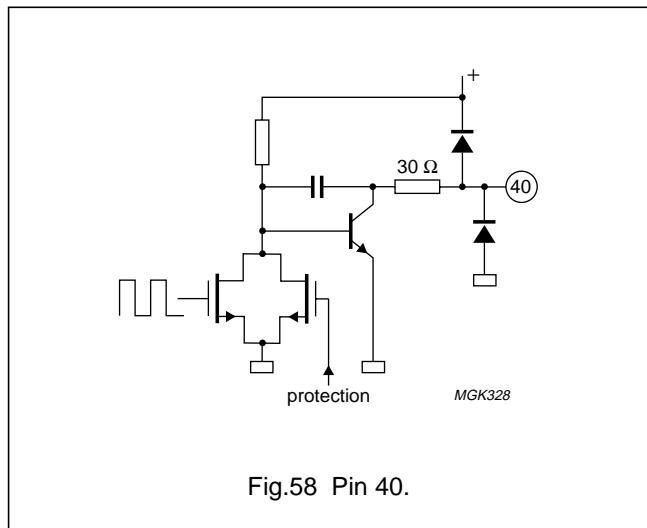 +
30 Ω
40
protection
MGK328
Fig.58 Pin 40.